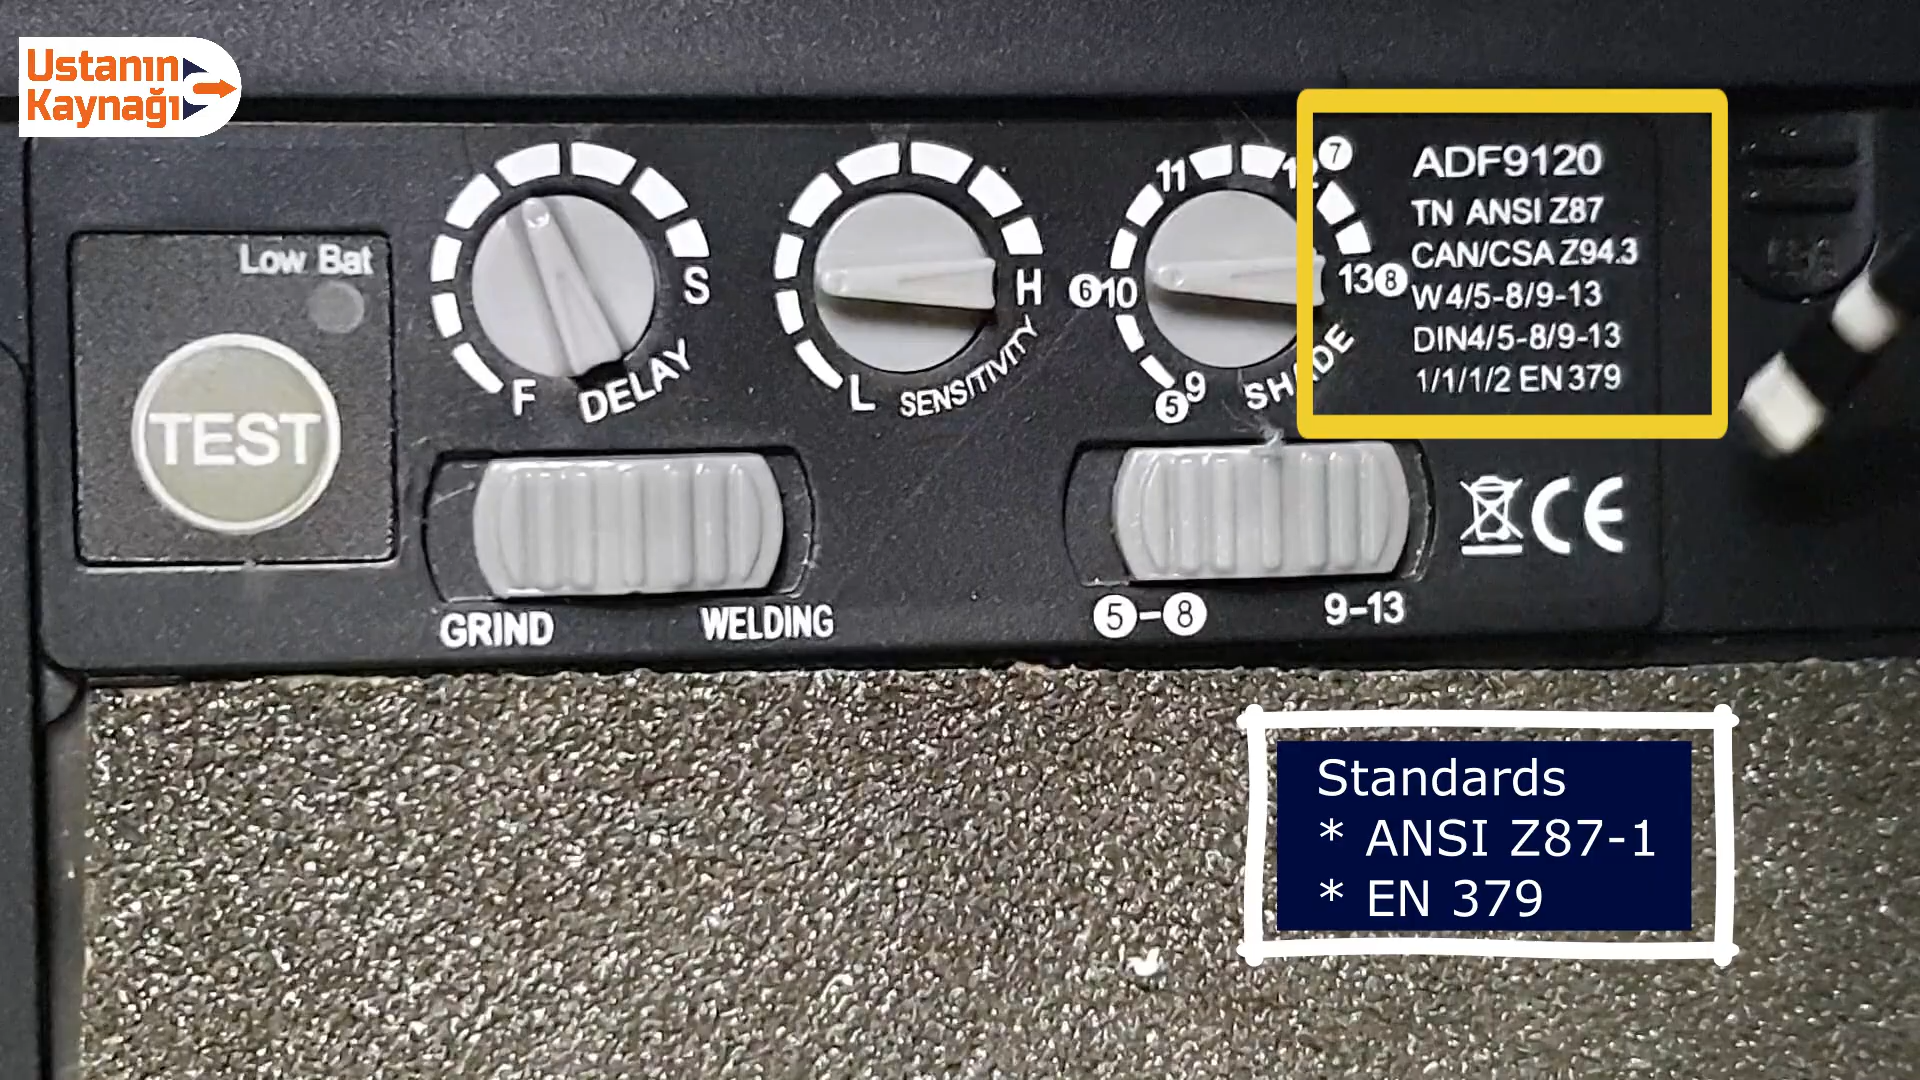 Ustanın
Kaynağı
Low Bat
TEST
F
S
DELAY
L
H
SENSITIVITY
5 9
6 10
11
12 7
13 8
SHADE
ADF9120
TN ANSI Z87
CAN/CSA Z94.3
W4/5-8/9-13
DIN4/5-8/9-13
1/1/1/2 EN379
CE
GRIND
WELDING
5-8
9-13
Standards
* ANSI Z87-1
* EN 379